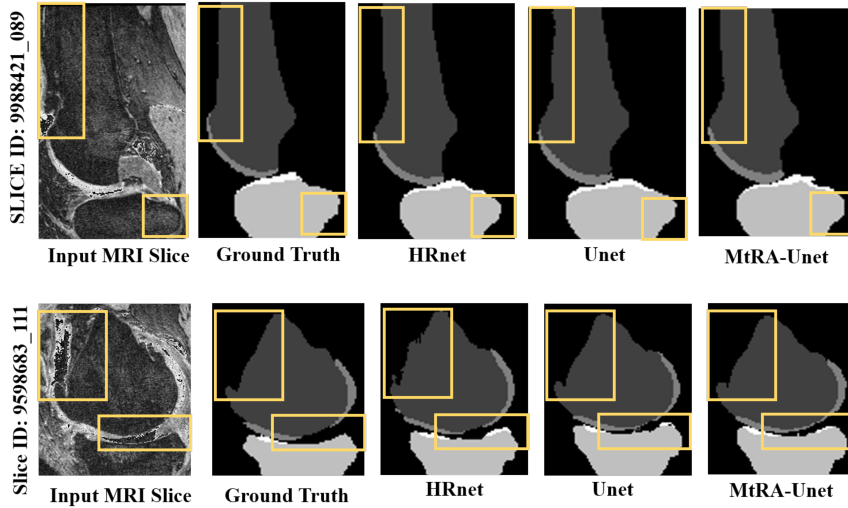 SLICE ID: 9988421_089
Input MRI Slice
Ground Truth
HRnet
Unet
MtRA-Unet
Slice ID: 9598683_111
Input MRI Slice
Ground Truth
HRnet
Unet
MtRA-Unet